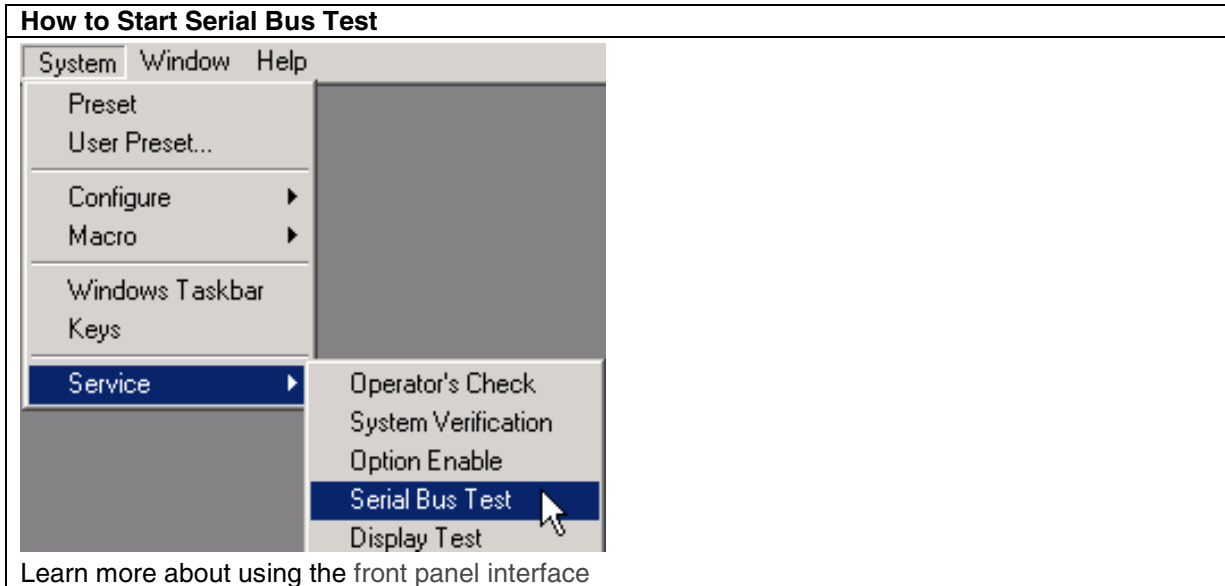 How to Start Serial Bus Test
System Window Help
Preset
User Preset...
Configure
Macro
Windows Taskbar
Keys
Service
Operator's Check
System Verification
Option Enable
Serial Bus Test
Display Test
Learn more about using the front panel interface